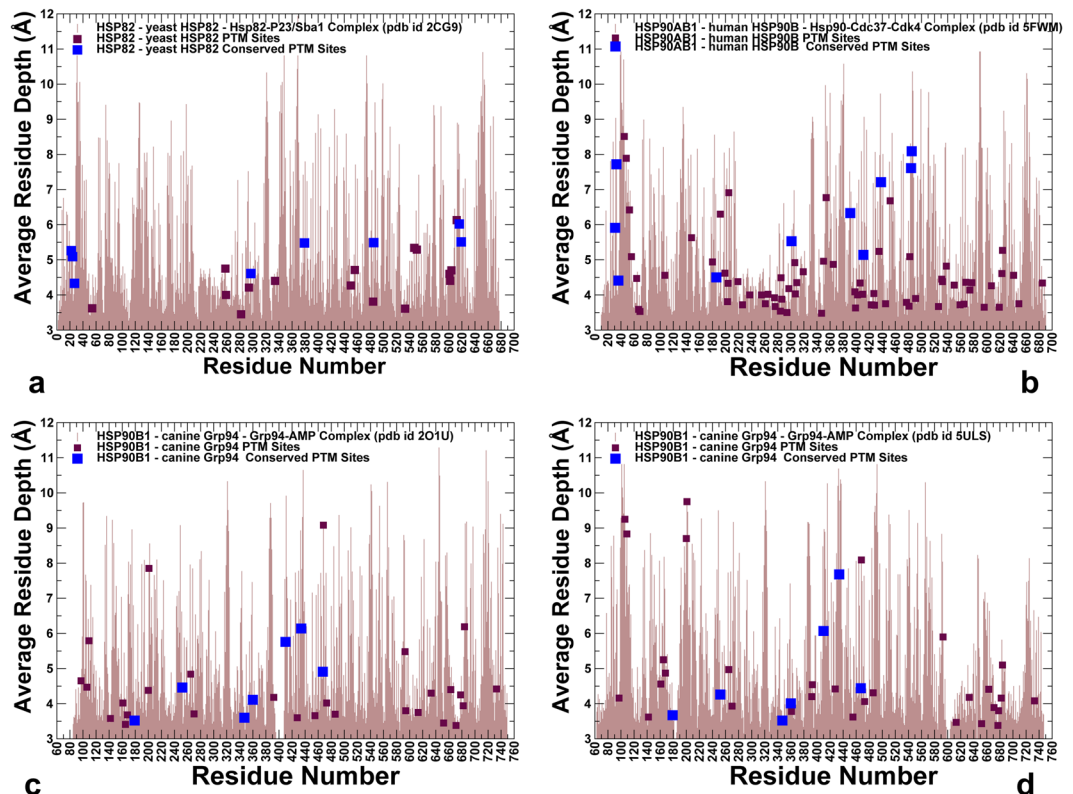 HSP82 - yeast HSP82 - Hsp82-P23/Sba1 Complex (pdb id 2CG9)
HSP82 - yeast HSP82 PTM Sites
HSP82 - yeast HSP82 Conserved PTM Sites
Average Residue Depth (Å)
12
11
10
9
8
7
6
5
4
3
0 20 40 60 80 100 120 140 160 180 200 220 240 260 280 300 320 340 360 380 400 420 440 460 480 500 520 540 560 580 600 620 640 660 680 700
Residue Number
a
HSP90AB1 - human HSP90B - Hsp90-Cdc37-Cdk4 Complex (pdb id 5FWM)
HSP90AB1 - human HSP90B PTM Sites
HSP90AB1 - human HSP90B Conserved PTM Sites
Average Residue Depth (Å)
12
11
10
9
8
7
6
5
4
3
0 20 40 60 80 100 120 140 160 180 200 220 240 260 280 300 320 340 360 380 400 420 440 460 480 500 520 540 560 580 600 620 640 660 680 700
Residue Number
b
HSP90B1 - canine Grp94 - Grp94-AMP Complex (pdb id 2O1U)
HSP90B1 - canine Grp94 PTM Sites
HSP90B1 - canine Grp94 Conserved PTM Sites
Average Residue Depth (Å)
12
11
10
9
8
7
6
5
4
3
60 80 100 120 140 160 180 200 220 240 260 280 300 320 340 360 380 400 420 440 460 480 500 520 540 560 580 600 620 640 660 680 700 720 740 760
Residue Number
c
HSP90B1 - canine Grp94 - Grp94-AMP Complex (pdb id 5ULS)
HSP90B1 - canine Grp94 PTM Sites
HSP90B1 - canine Grp94 Conserved PTM Sites
Average Residue Depth (Å)
12
11
10
9
8
7
6
5
4
3
60 80 100 120 140 160 180 200 220 240 260 280 300 320 340 360 380 400 420 440 460 480 500 520 540 560 580 600 620 640 660 680 700 720 740 760
Residue Number
d